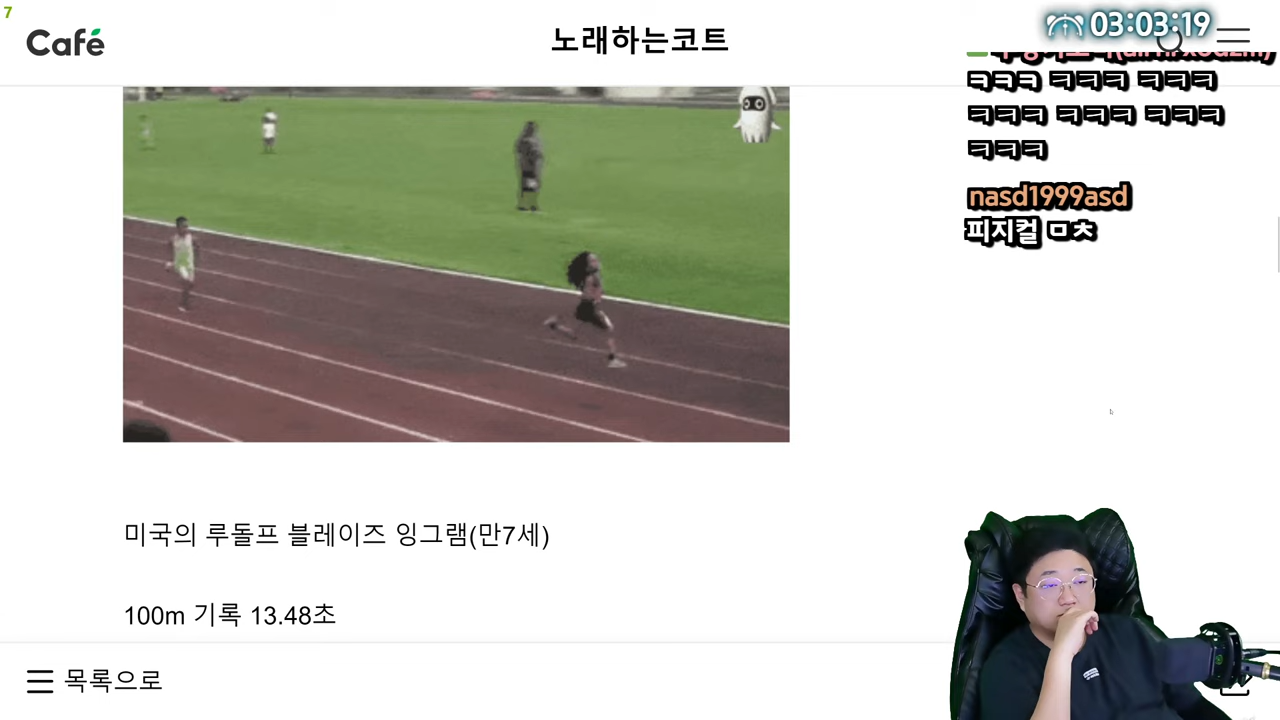 7
Café
노래하는코트
03:03:19
ㅋㅋㅋ ㅋㅋㅋ ㅋㅋㅋ
ㅋㅋㅋ ㅋㅋㅋ ㅋㅋㅋ
ㅋㅋㅋ
nasd1999asd
피지컬 ㅁㅊ
미국의 루돌프 블레이즈 잉그램(만7세)
100m 기록 13.48초
목록으로